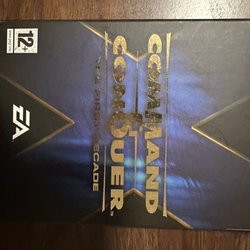 COMMAND
&
CONQUER
THE FIRST DECADE
12+
EA